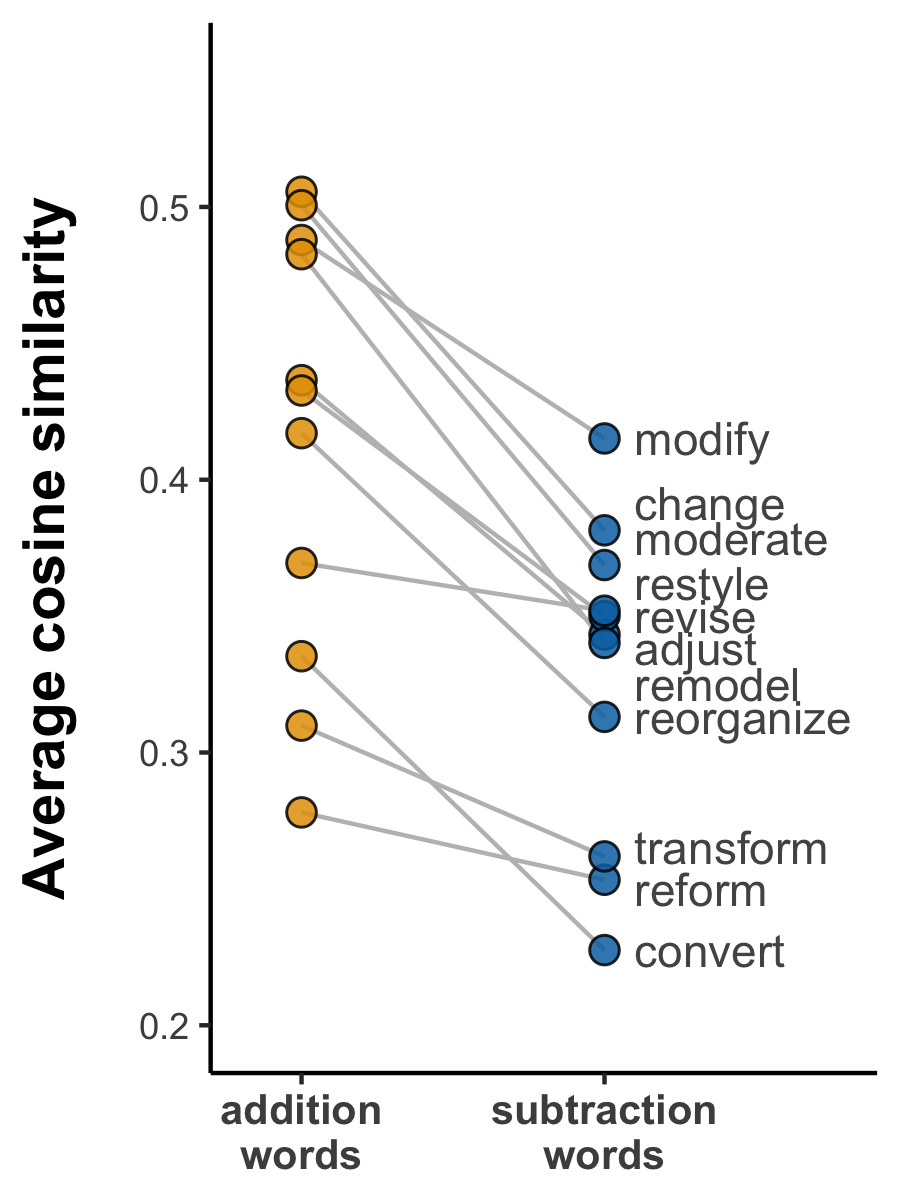 Average cosine similarity
0.5
0.4
0.3
0.2
modify
change
moderate
restyle
revise
adjust
remodel
reorganize
transform
reform
convert
addition
words
subtraction
words